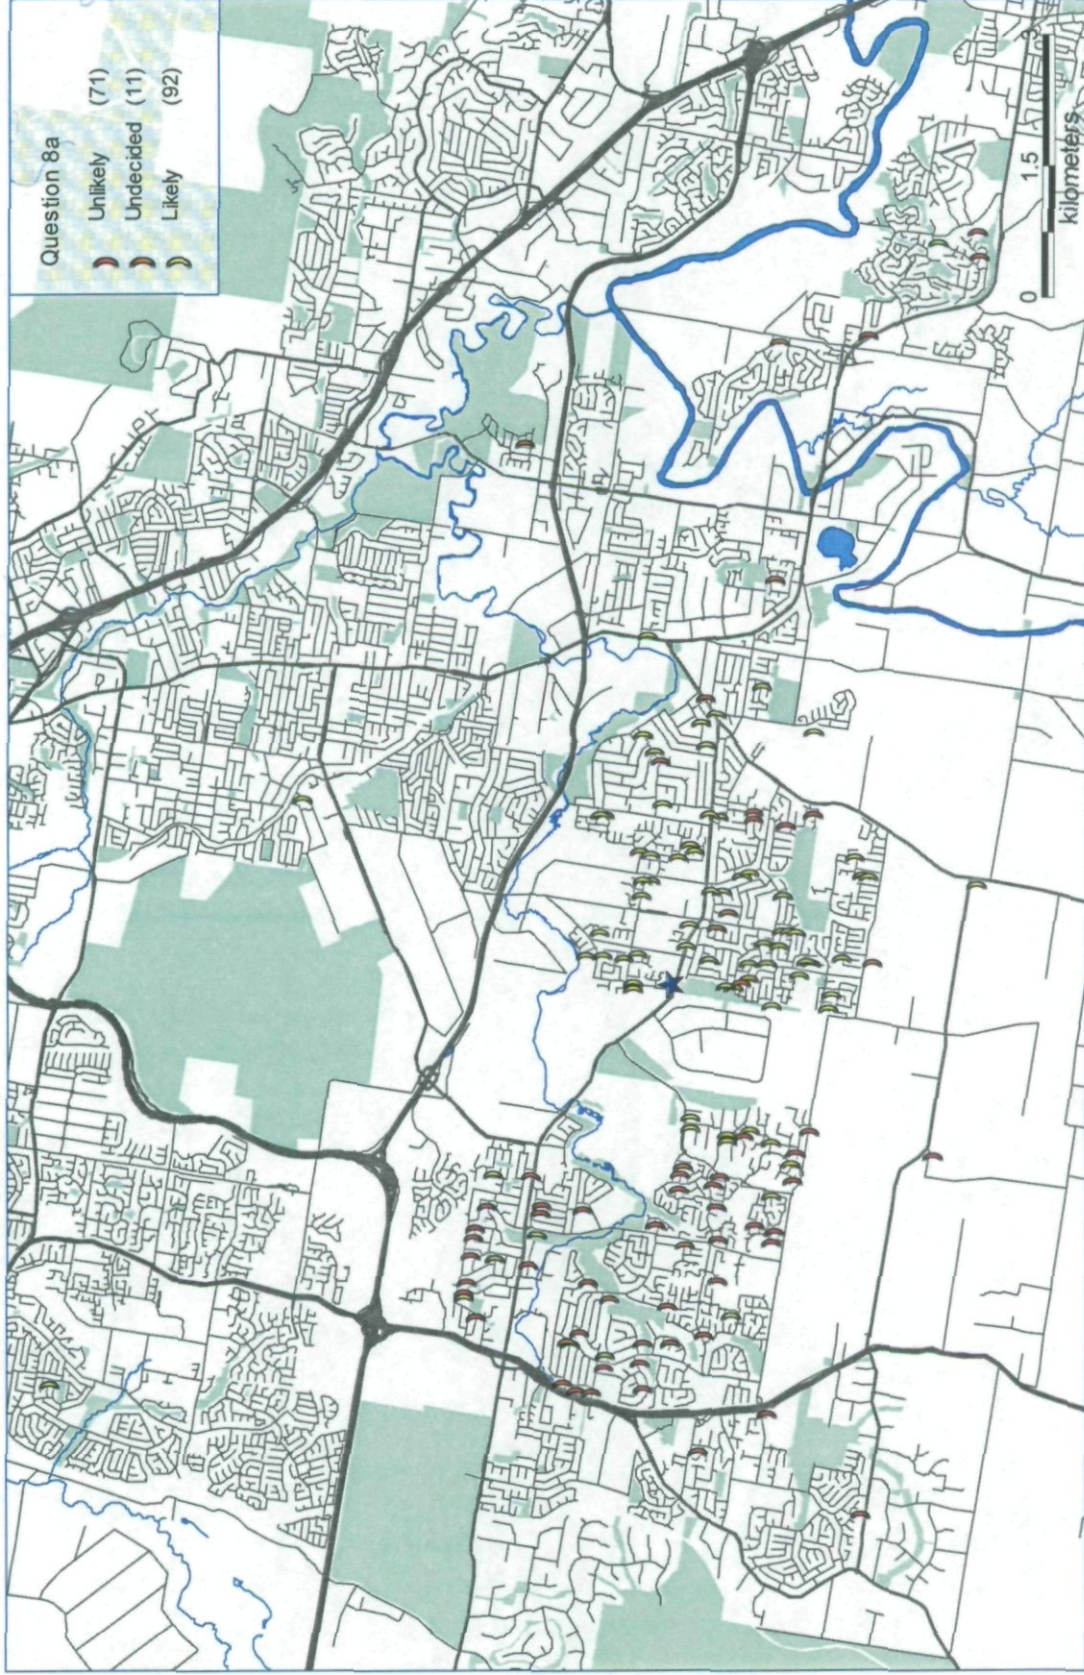 Question 8a
Unlikely (71)
Undecided (11)
Likely (92)
0 1.5 3
kilometers